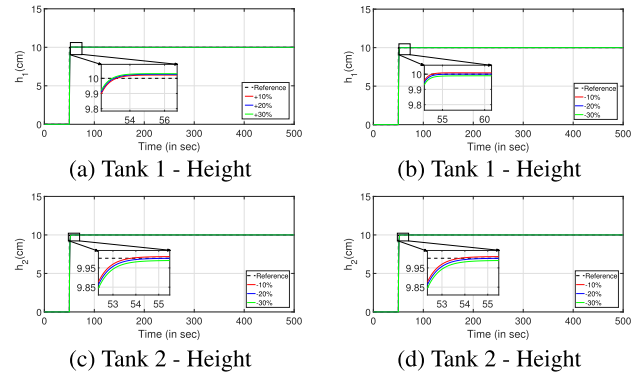 15
10
5
0
h1(cm)
10
9.9
9.8
54
56
Reference
+10%
+20%
+30%
0 100 200 300 400 500
Time (in sec)
(a) Tank 1 - Height
15
10
5
0
h1(cm)
10
9.9
9.8
55
60
Reference
-10%
-20%
-30%
0 100 200 300 400 500
Time (in sec)
(b) Tank 1 - Height
15
10
5
0
h2(cm)
9.95
9.85
53
54
55
Reference
-10%
-20%
-30%
0 100 200 300 400 500
Time (in sec)
(c) Tank 2 - Height
15
10
5
0
h2(cm)
9.95
9.85
53
54
55
Reference
-10%
-20%
-30%
0 100 200 300 400 500
Time (in sec)
(d) Tank 2 - Height